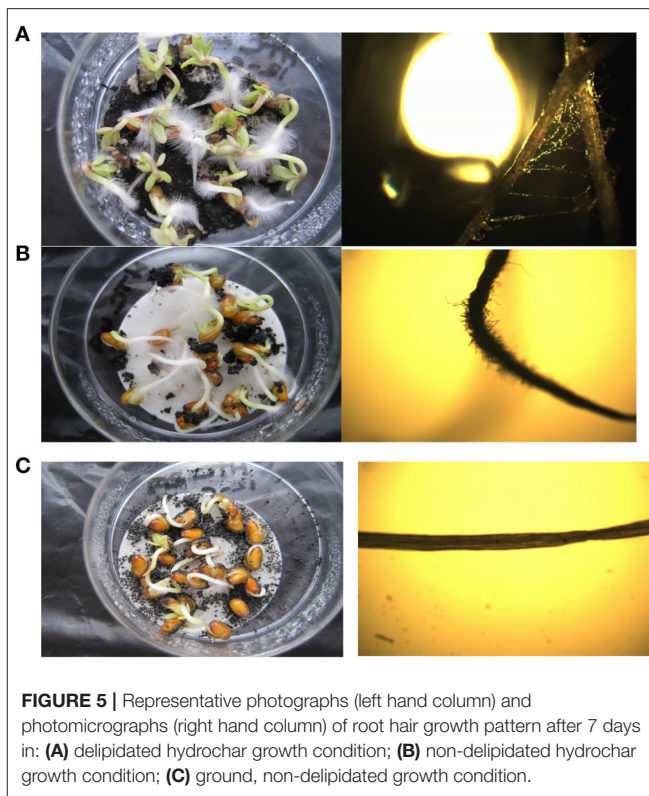 A
B
C
FIGURE 5 | Representative photographs (left hand column) and
photomicrographs (right hand column) of root hair growth pattern after 7 days
in: (A) delipidated hydrochar growth condition; (B) non-delipidated hydrochar
growth condition; (C) ground, non-delipidated growth condition.